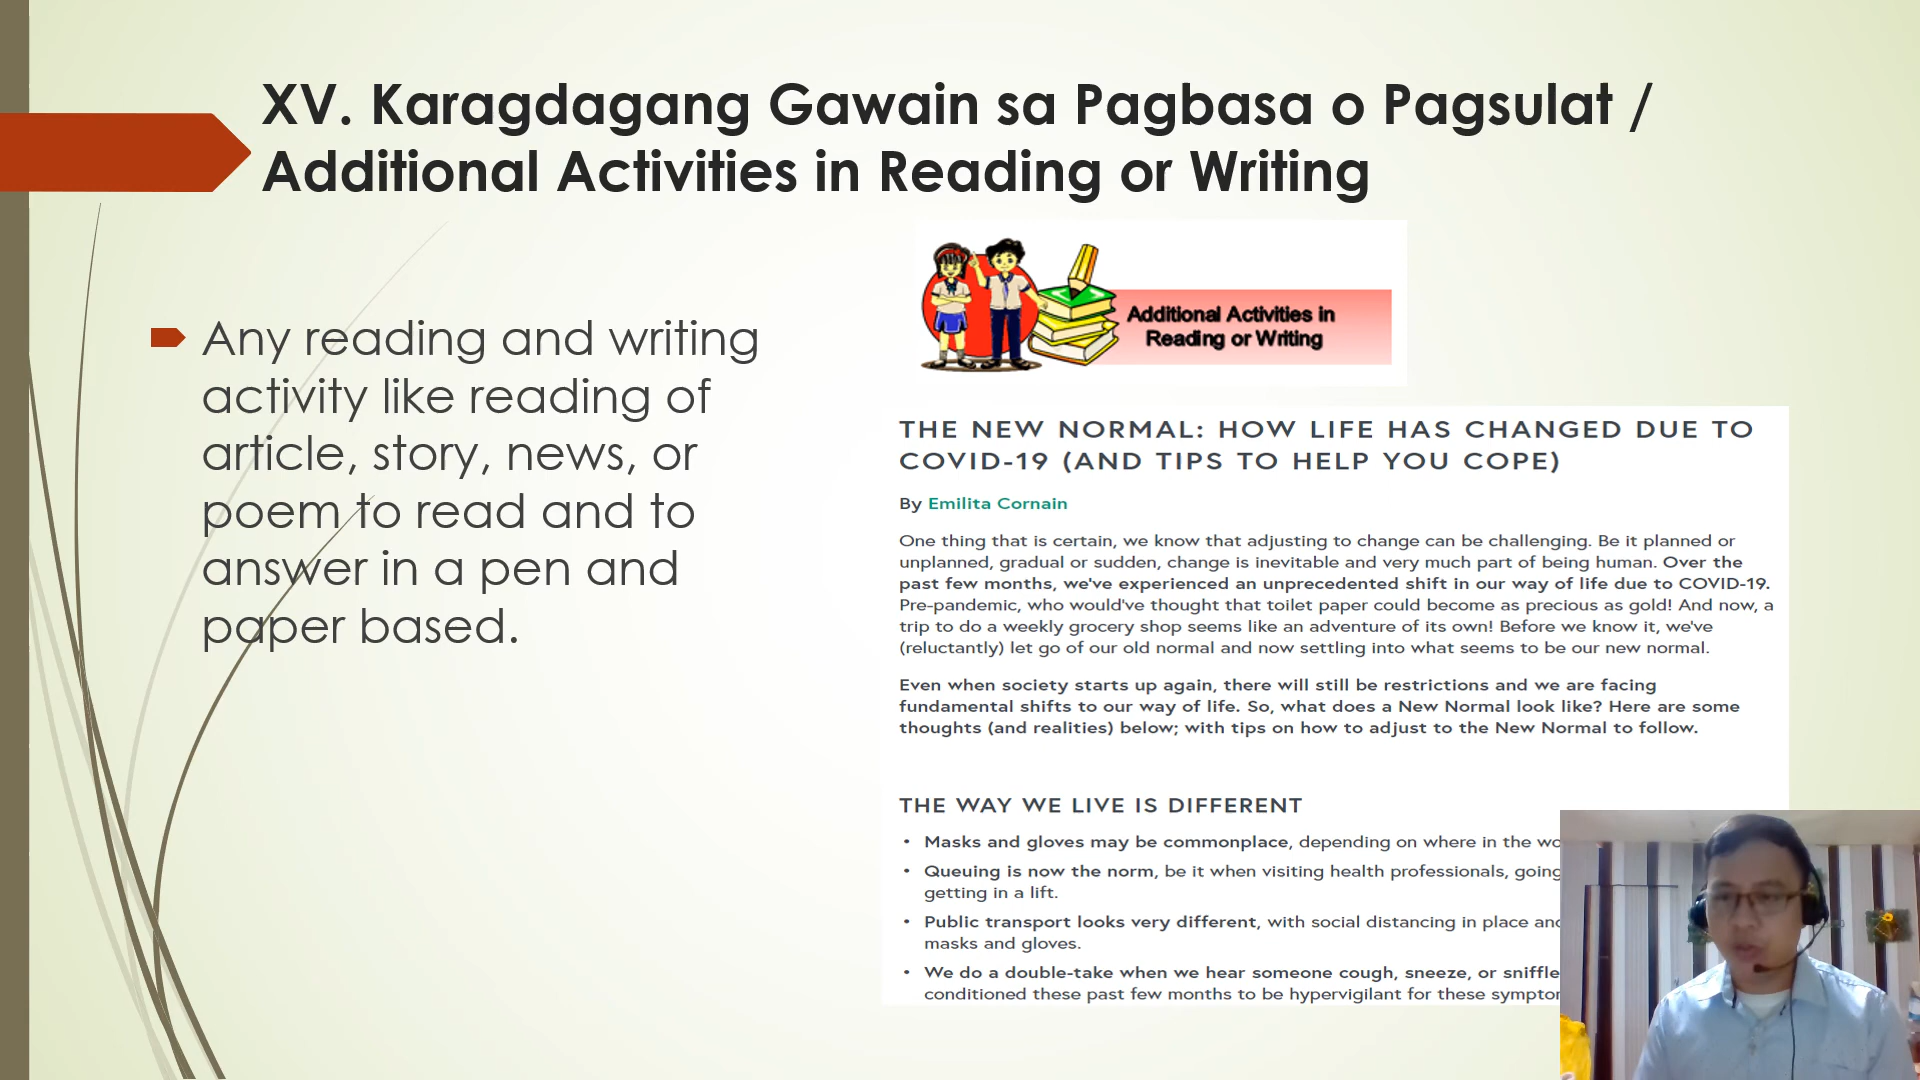 XV. Karagdagang Gawain sa Pagbasa o Pagsulat /
Additional Activities in Reading or Writing
Any reading and writing
activity like reading of
article, story, news, or
poem to read and to
answer in a pen and
paper based.
Additional Activities in
Reading or Writing
THE NEW NORMAL: HOW LIFE HAS CHANGED DUE TO
COVID-19 (AND TIPS TO HELP YOU COPE)
By Emilita Cornain
One thing that is certain, we know that adjusting to change can be challenging. Be it planned or
unplanned, gradual or sudden, change is inevitable and very much part of being human. Over the
past few months, we've experienced an unprecedented shift in our way of life due to COVID-19.
Pre-pandemic, who would've thought that toilet paper could become as precious as gold! And now, a
trip to do a weekly grocery shop seems like an adventure of its own! Before we know it, we've
(reluctantly) let go of our old normal and now settling into what seems to be our new normal.
Even when society starts up again, there will still be restrictions and we are facing
fundamental shifts to our way of life. So, what does a New Normal look like? Here are some
thoughts (and realities) below; with tips on how to adjust to the New Normal to follow.
THE WAY WE LIVE IS DIFFERENT
• Masks and gloves may be commonplace, depending on where in the
• Queuing is now the norm, be it when visiting health professionals, going
getting in a lift.
• Public transport looks very different, with social distancing in place
masks and gloves.
• We do a double-take when we hear someone cough, sneeze, or sniffle
conditioned these past few months to be hypervigilant for these